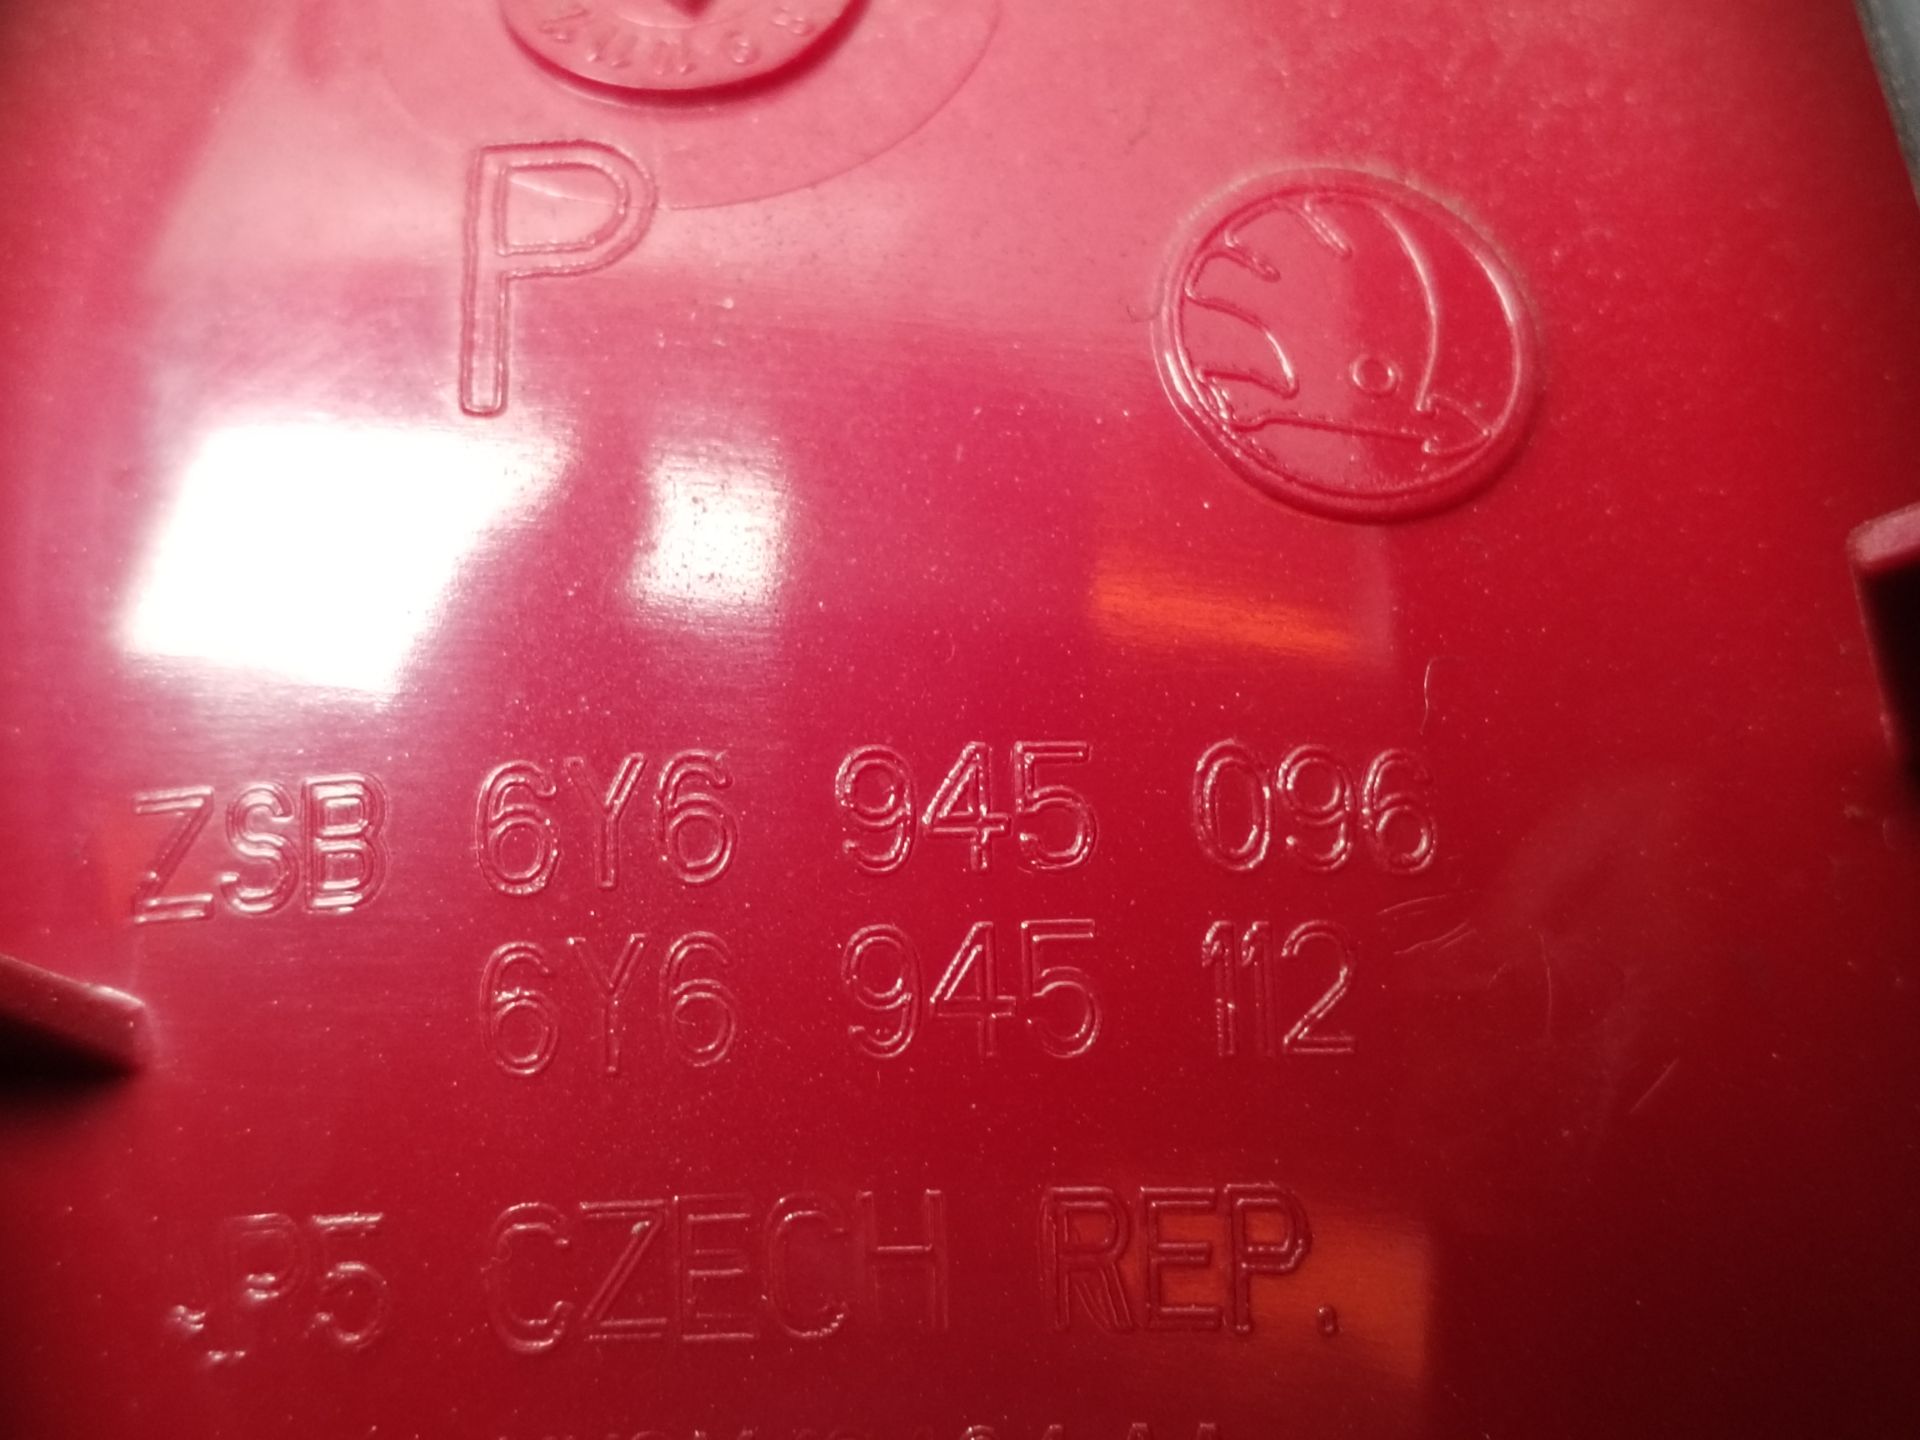 P
ZSB 6Y6 945 096
6Y6 945 112
JP5 CZECH REP.